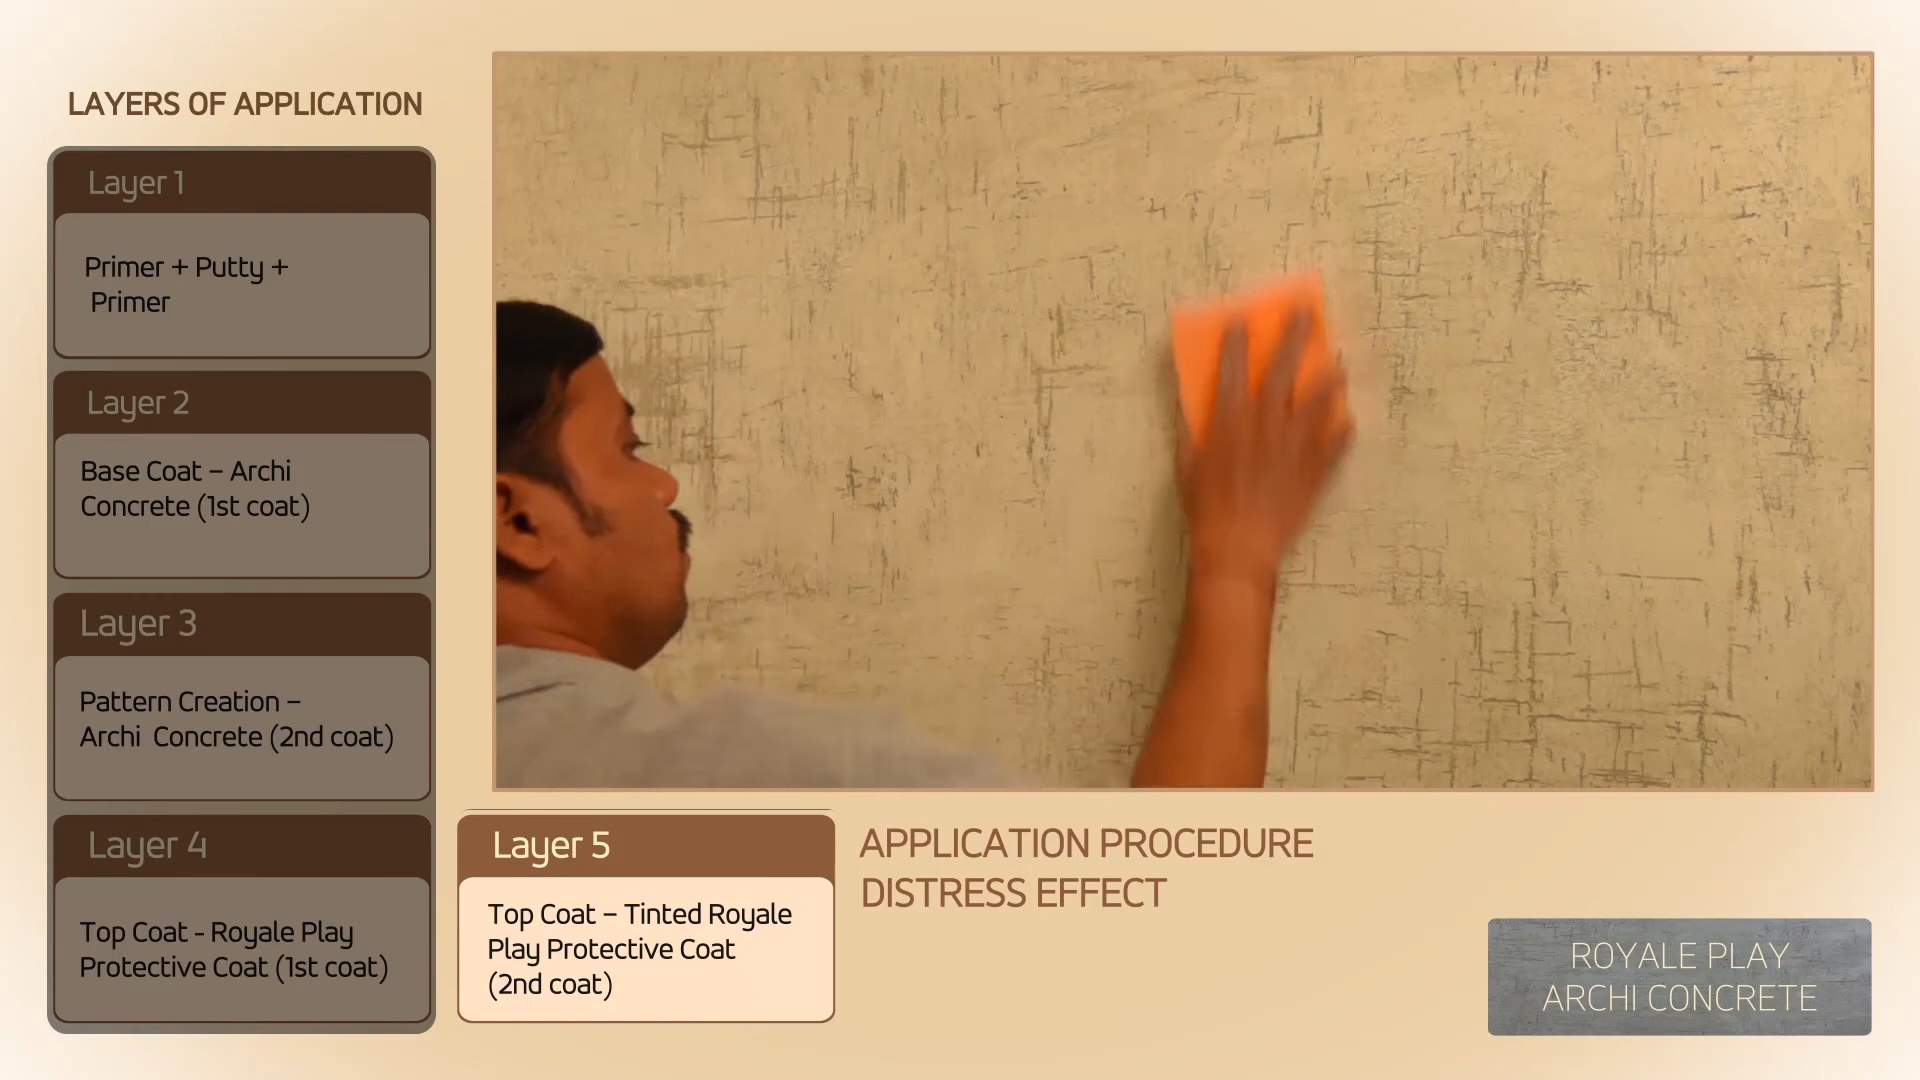 LAYERS OF APPLICATION
Layer 1
Primer + Putty +
Primer
Layer 2
Base Coat – Archi
Concrete (1st coat)
Layer 3
Pattern Creation –
Archi Concrete (2nd coat)
Layer 4
Top Coat - Royale Play
Protective Coat (1st coat)
Layer 5
Top Coat – Tinted Royale
Play Protective Coat
(2nd coat)
APPLICATION PROCEDURE
DISTRESS EFFECT
ROYALE PLAY
ARCHI CONCRETE